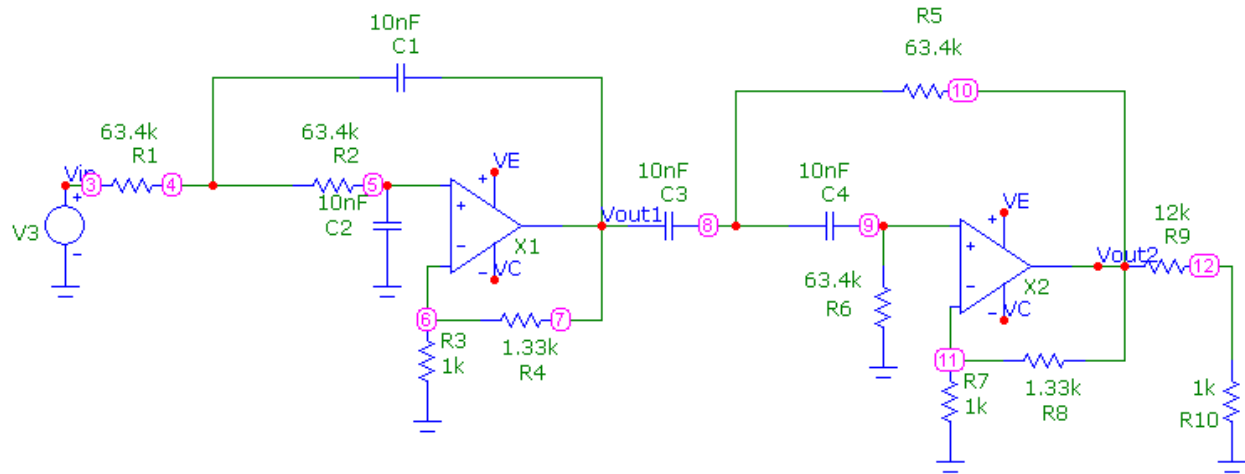 10nF
C1
R5
63.4k
10
63.4k
R1
63.4k
R2
VE
10nF
C3
10nF
C4
Vin
3
4
5
+
+
10nF
C2
+
−
V3
−
X1
−
VC
Vout1
8
9
VE
+
+
−
X2
−
VC
Vout2
12k
R9
12
63.4k
R6
6
7
R3
1k
1.33k
R4
11
R7
1k
1.33k
R8
1k
R10